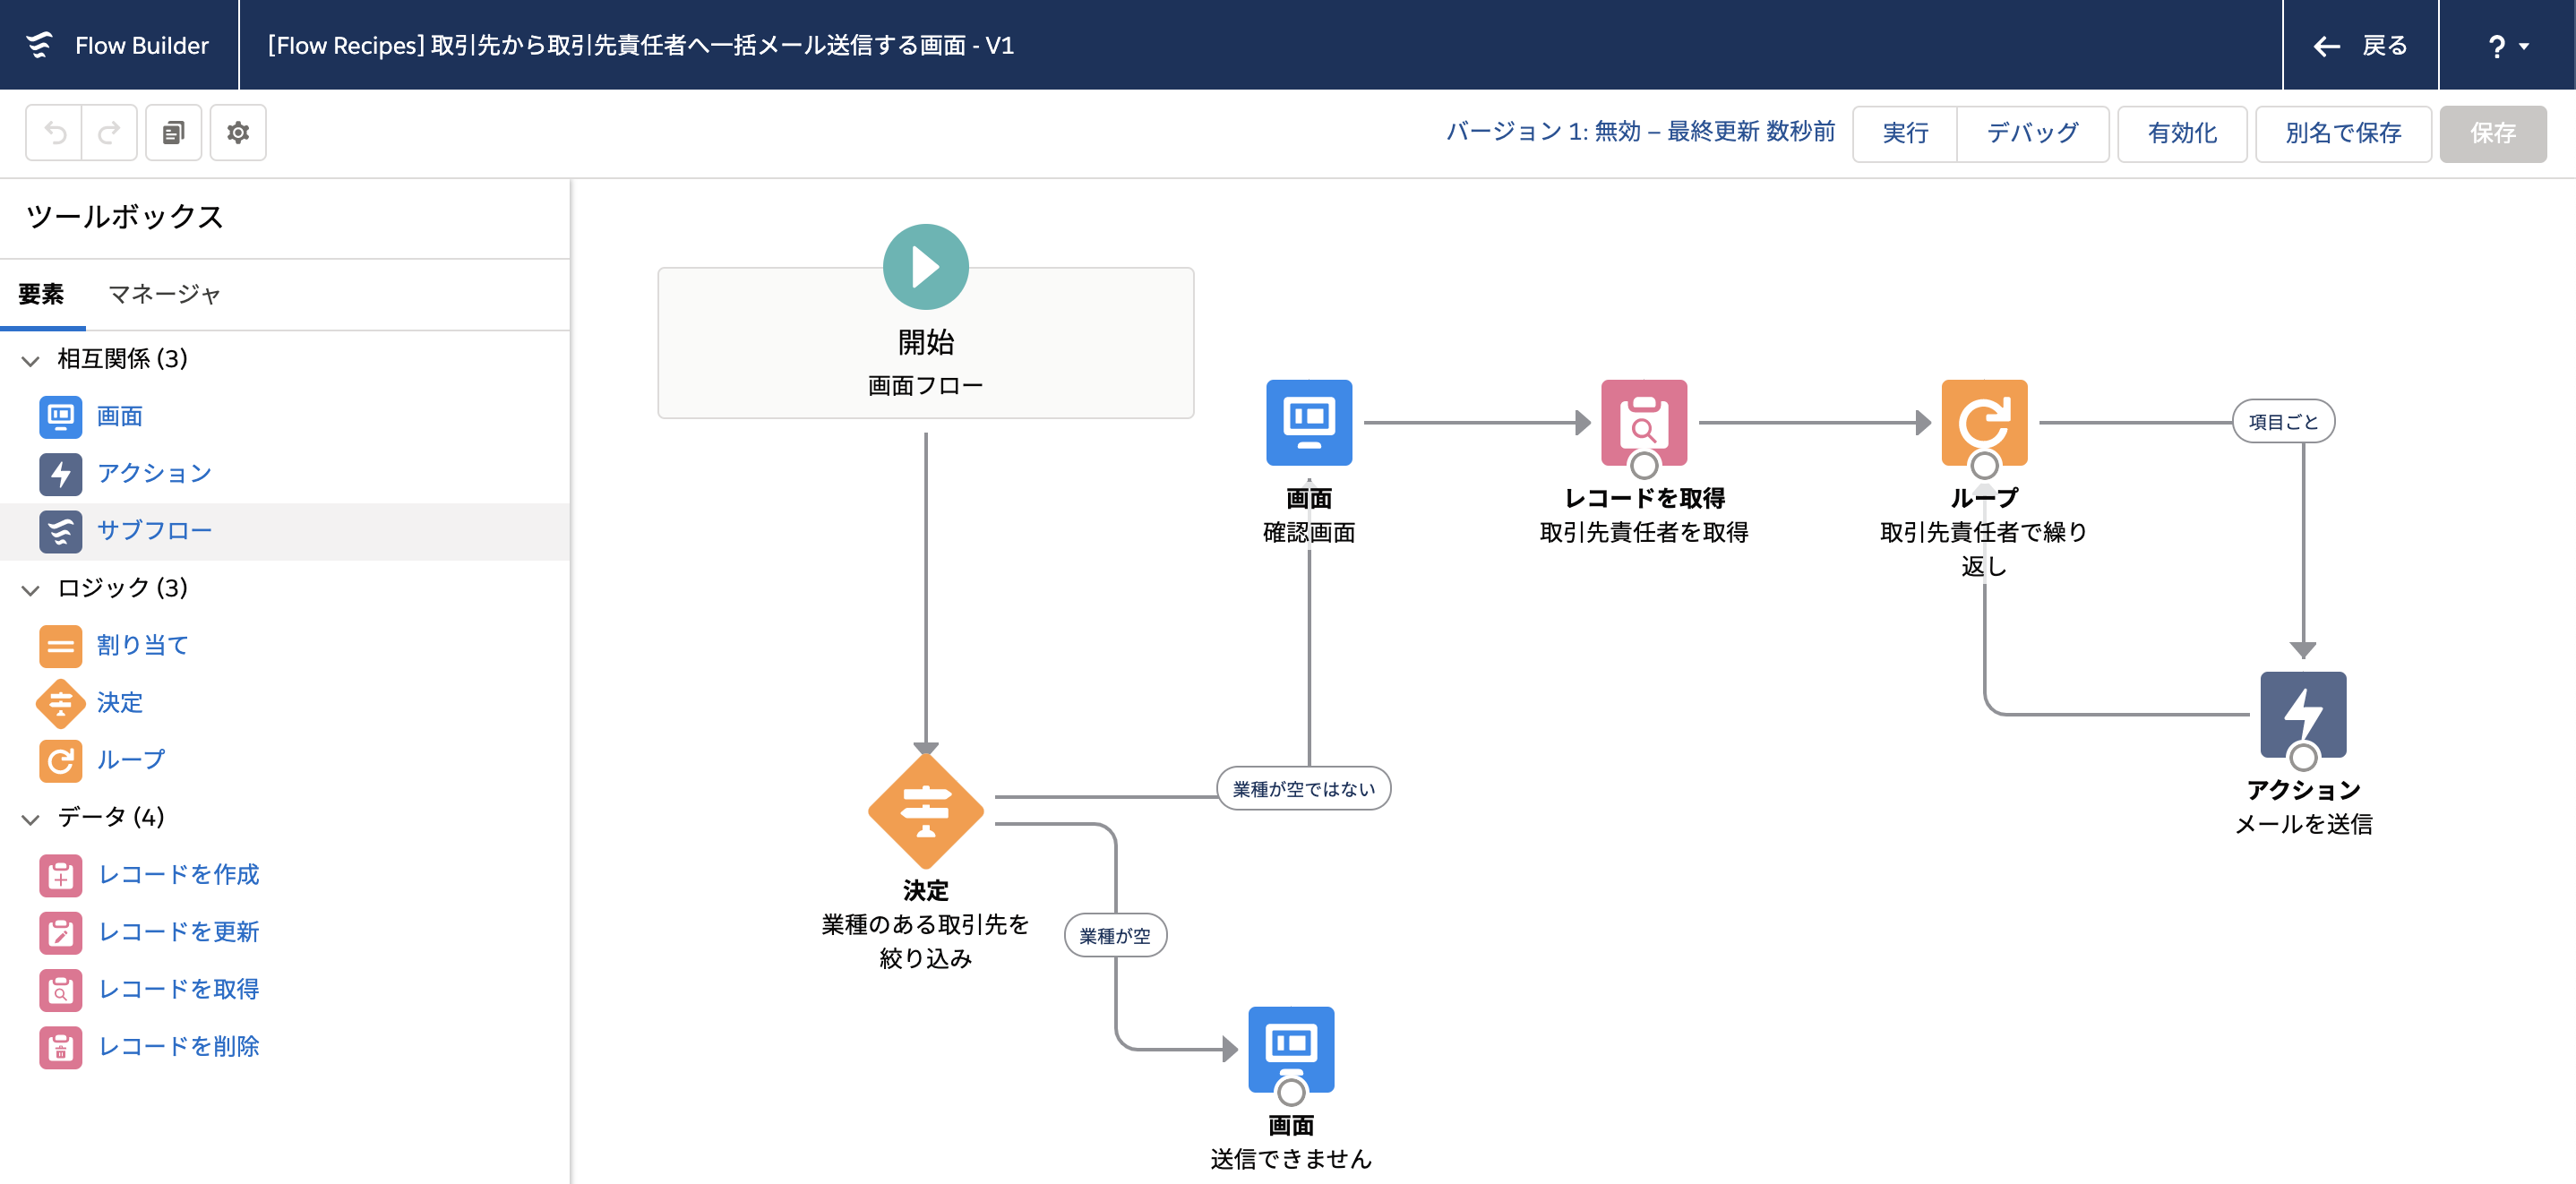 Flow Builder
[Flow Recipes] 取引先から取引先責任者へ一括メール送信する画面 - V1
戻る
?
バージョン 1: 無効 – 最終更新 数秒前
実行
デバッグ
有効化
別名で保存
保存
ツールボックス
要素
マネージャ
相互関係 (3)
画面
アクション
サブフロー
ロジック (3)
割り当て
決定
ループ
データ (4)
レコードを作成
レコードを更新
レコードを取得
レコードを削除
開始
画面フロー
画面
確認画面
レコードを取得
取引先責任者を取得
ループ
取引先責任者で繰り
返し
項目ごと
アクション
メールを送信
業種が空ではない
決定
業種のある取引先を
絞り込み
業種が空
画面
送信できません